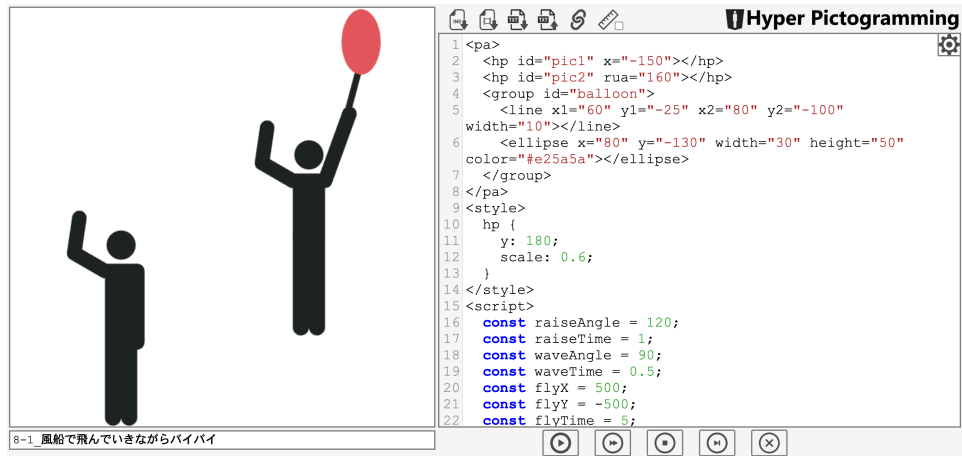 IMG TXT TXT
Hyper Pictogramming
1 <pa>
2   <hp id="pic1" x="-150"></hp>
3   <hp id="pic2" rua="160"></hp>
4   <group id="balloon">
5     <line x1="60" y1="-25" x2="80" y2="-100"
width="10"></line>
6     <ellipse x="80" y="-130" width="30" height="50"
color="#e25a5a"></ellipse>
7   </group>
8 </pa>
9 <style>
10   hp {
11     y: 180;
12     scale: 0.6;
13   }
14 </style>
15 <script>
16   const raiseAngle = 120;
17   const raiseTime = 1;
18   const waveAngle = 90;
19   const waveTime = 0.5;
20   const flyX = 500;
21   const flyY = -500;
22   const flyTime = 5;
8-1_風船で飛んでいきながらバイバイ